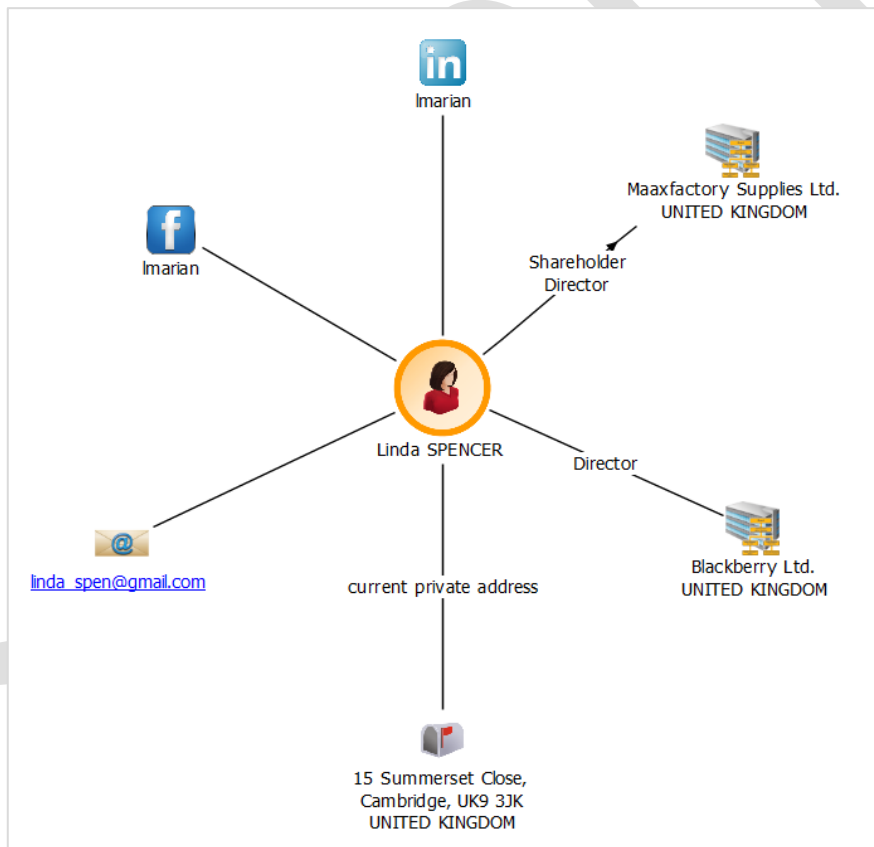 in
lmarian
Maaxfactory Supplies Ltd.
UNITED KINGDOM
f
lmarian
Shareholder
Director
Linda SPENCER
Director
@
linda_spen@gmail.com
Blackberry Ltd.
UNITED KINGDOM
current private address
15 Summerset Close,
Cambridge, UK9 3JK
UNITED KINGDOM